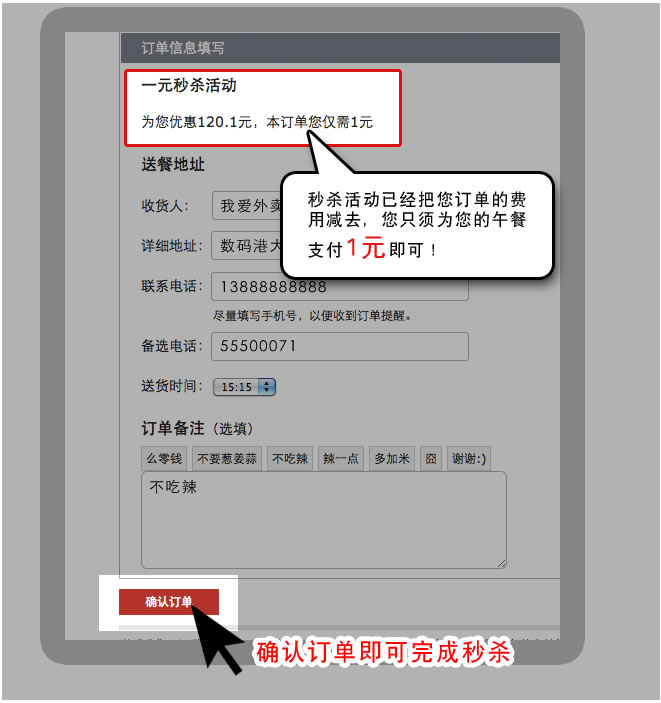 订单信息填写
一元秒杀活动
为您优惠120.1元，本订单您仅需1元
送餐地址
秒杀活动已经把您订单的费
用减去，您只须为您的午餐
支付1元即可！
收货人：
我爱外卖
详细地址：
数码港大
联系电话：
13888888888
尽量填写手机号，以便收到订单提醒。
备选电话：
55500071
送货时间：
15:15
订单备注（选填）
么零钱 不要葱姜蒜 不吃辣 辣一点 多加米 囧 谢谢:)
不吃辣
确认订单
确认订单即可完成秒杀